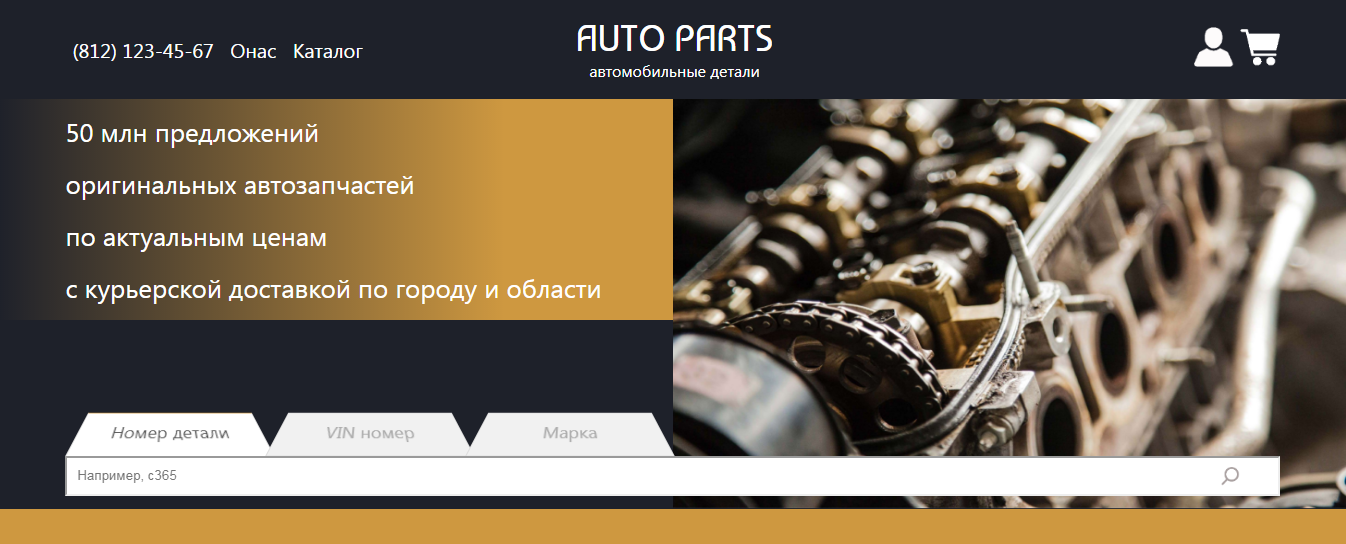 (812) 123-45-67 Онас Каталог
AUTO PARTS
автомобильные детали
50 млн предложений
оригинальных автозапчастей
по актуальным ценам
с курьерской доставкой по городу и области
Номер детали VIN номер Марка
Например, с365